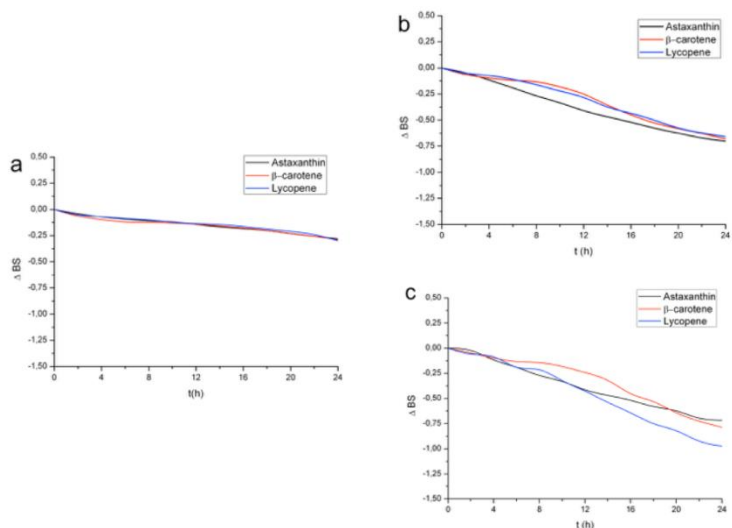 a
0,50
0,25
0,00
-0,25
-0,50
-0,75
-1,00
-1,25
-1,50
Δ BS
Astaxanthin
β-carotene
Lycopene
0 4 8 12 16 20 24
t(h)
b
0,50
0,25
0,00
-0,25
-0,50
-0,75
-1,00
-1,25
-1,50
Δ BS
Astaxanthin
β-carotene
Lycopene
0 4 8 12 16 20 24
t (h)
c
0,50
0,25
0,00
-0,25
-0,50
-0,75
-1,00
-1,25
-1,50
Δ BS
Astaxanthin
β-carotene
Lycopene
0 4 8 12 16 20 24
t (h)